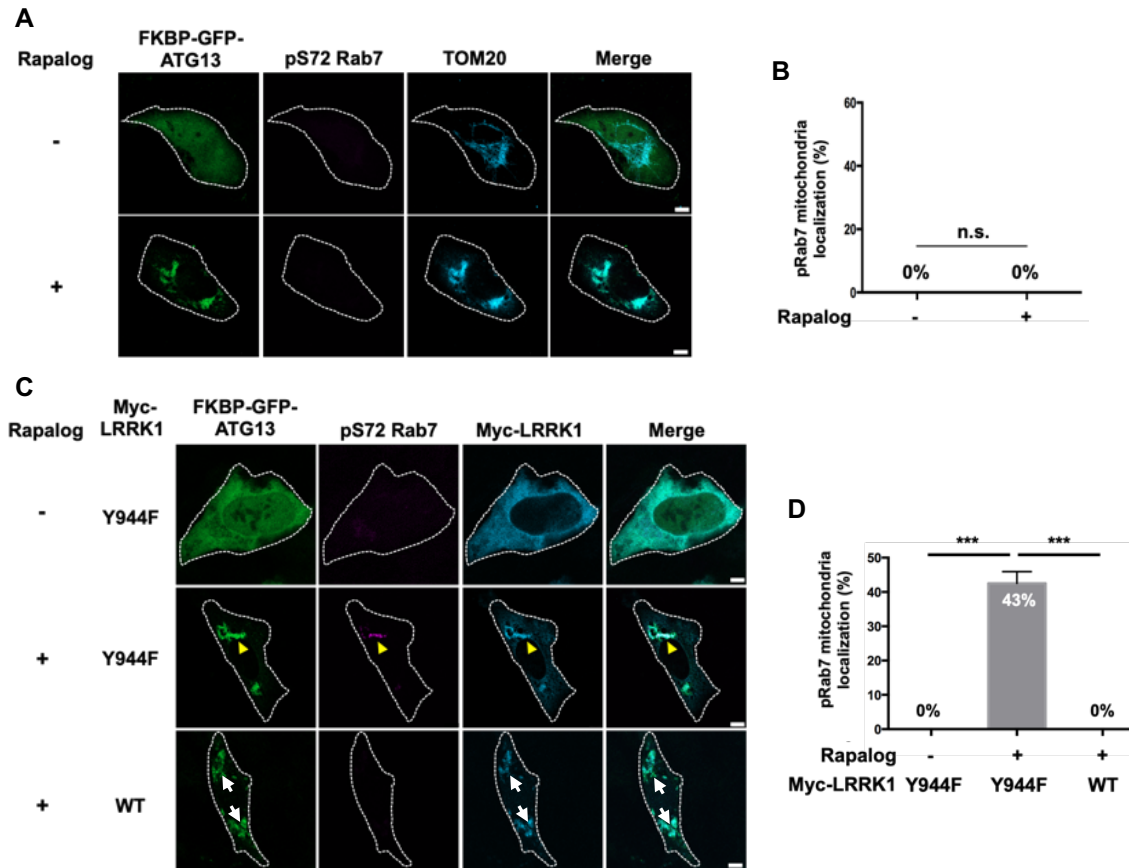 A
Rapalog
FKBP-GFP-
ATG13
pS72 Rab7
TOM20
Merge
-
+
B
pRab7 mitochondria
localization (%)
60
40
20
0
n.s.
0%
0%
Rapalog
-
+
C
Rapalog
Myc-
LRRK1
FKBP-GFP-
ATG13
pS72 Rab7
Myc-LRRK1
Merge
-
Y944F
+
Y944F
+
WT
D
pRab7 mitochondria
localization (%)
50
40
30
20
10
0
***
***
0%
43%
0%
Rapalog
-
+
+
Myc-LRRK1
Y944F
Y944F
WT